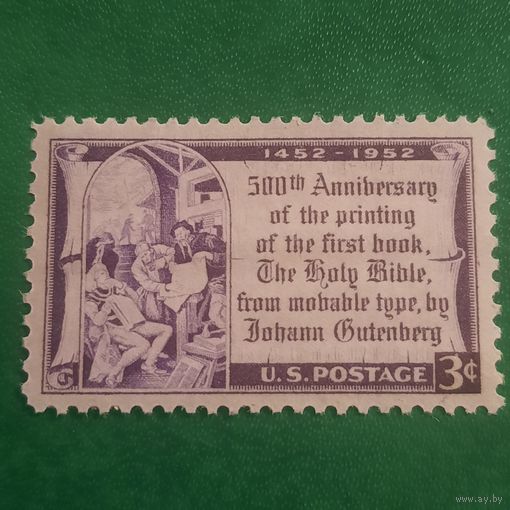 1452-1952
500th Anniversary
of the printing
of the first book,
The Holy Bible,
from movable type, by
Johann Gutenberg
G
U.S. POSTAGE 3¢
www.ay.by